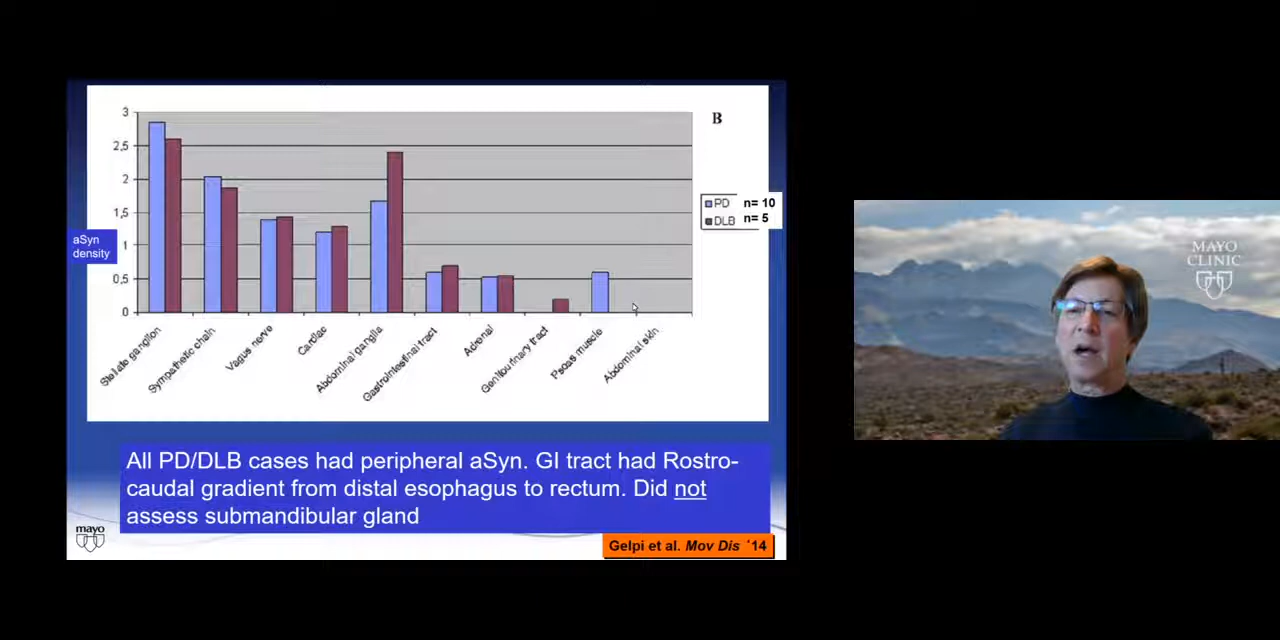 3
2,5
2
1,5
1
0,5
0
aSyn
density
Stellate ganglion
Sympathetic chain
Vagus nerve
Cardiac
Abdominal ganglia
Gastrointestinal tract
Adrenal
Genitourinary tract
Psoas muscle
Abdominal skin
B
PD n= 10
DLB n= 5
All PD/DLB cases had peripheral aSyn. GI tract had Rostro-
caudal gradient from distal esophagus to rectum. Did not
assess submandibular gland
mayo
Gelpi et al. Mov Dis ´14
MAYO
CLINIC